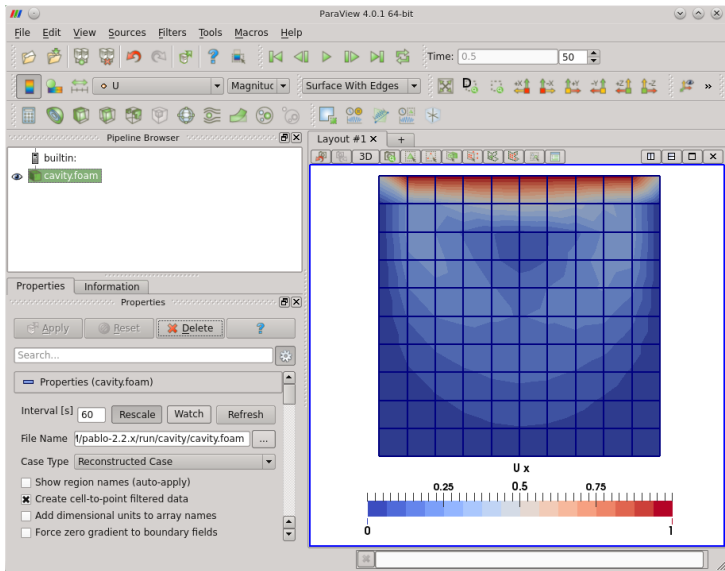 ParaView 4.0.1 64-bit
File Edit View Sources Filters Tools Macros Help
Time: 0.5 50
U Magnituc Surface With Edges +X -X +Y -Y +Z -Z »
Pipeline Browser
builtin:
cavity.foam
Properties Information
Properties
Apply Reset Delete ?
Search...
Properties (cavity.foam)
Interval [s] 60 Rescale Watch Refresh
File Name /pablo-2.2.x/run/cavity/cavity.foam ...
Case Type Reconstructed Case
Show region names (auto-apply)
Create cell-to-point filtered data
Add dimensional units to array names
Force zero gradient to boundary fields
Layout #1 X +
3D
U x
0.25 0.5 0.75
0 1